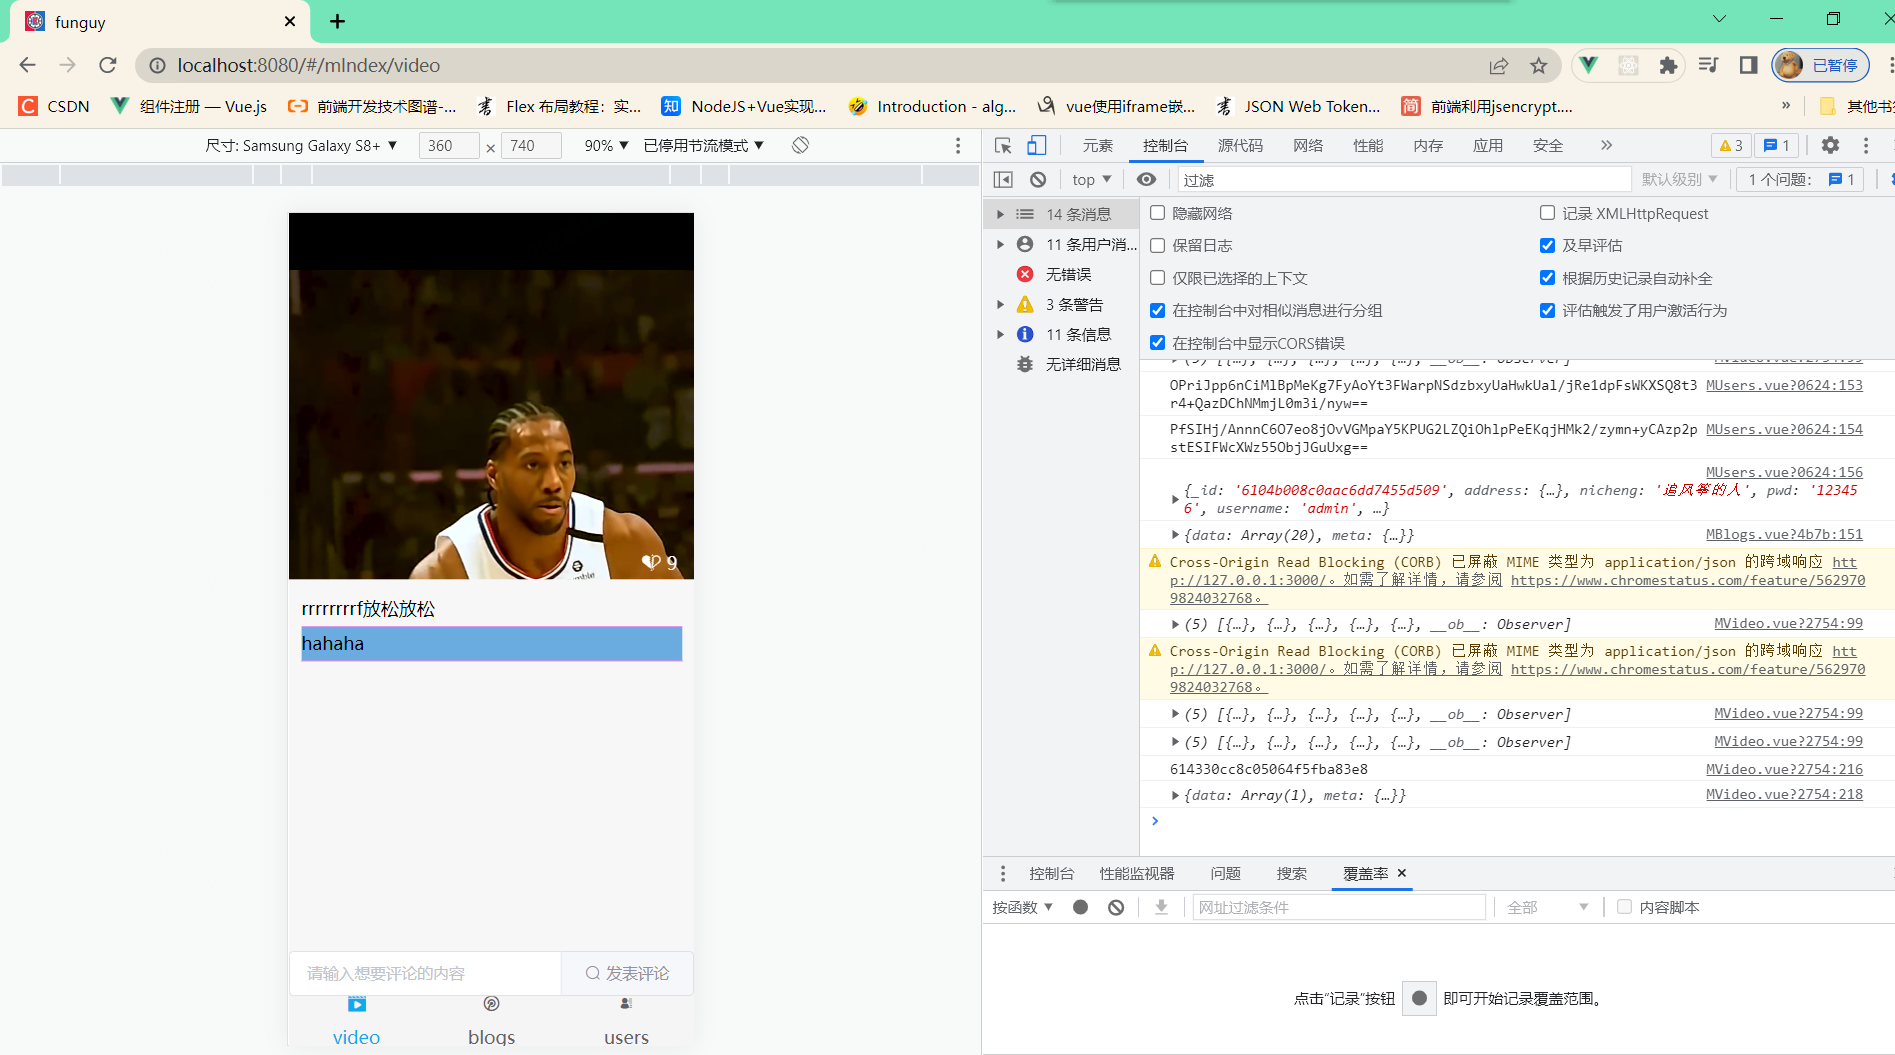 funguy
localhost:8080/#/mIndex/video
已暂停
CSDN
组件注册 — Vue.js
前端开发技术图谱-...
Flex 布局教程：实...
NodeJS+Vue实现...
Introduction - alg...
vue使用iframe嵌...
JSON Web Token...
前端利用jsencrypt....
»
尺寸: Samsung Galaxy S8+ ▼
360 × 740
90% ▼
已停用节流模式 ▼
元素 控制台 源代码 网络 性能 内存 应用 安全 »
3
1
top ▼
过滤
默认级别 ▼
1 个问题: 1
14 条消息
11 条用户消...
无错误
3 条警告
11 条信息
无详细消息
隐藏网络
记录 XMLHttpRequest
保留日志
及早评估
仅限已选择的上下文
根据历史记录自动补全
在控制台中对相似消息进行分组
评估触发了用户激活行为
在控制台中显示CORS错误
(5) [{…}, {…}, {…}, {…}, {…}, __ob__: Observer] MVideo.vue?2754:99
OPriJpp6nCiMlBpMeKg7FyAoYt3FWarpNSdzbxyUaHwkUal/jRe1dpFsWKXSQ8t3 MUsers.vue?0624:153
r4+QazDChNMmjL0m3i/nyw==
PfSIHj/AnnnC6O7eo8jOvVGMpaY5KPUG2LZQiOhlpPeEKqjHMk2/zymn+yCAzp2p MUsers.vue?0624:154
stESIFWcXWz55ObjJGuUxg==
MUsers.vue?0624:156
{_id: '6104b008c0aac6dd7455d509', address: {…}, nicheng: '追风筝的人', pwd: '12345
6', username: 'admin', …}
{data: Array(20), meta: {…}} MBlogs.vue?4b7b:151
Cross-Origin Read Blocking (CORB) 已屏蔽 MIME 类型为 application/json 的跨域响应 htt
p://127.0.0.1:3000/。如需了解详情，请参阅 https://www.chromestatus.com/feature/562970
9824032768。
(5) [{…}, {…}, {…}, {…}, {…}, __ob__: Observer] MVideo.vue?2754:99
Cross-Origin Read Blocking (CORB) 已屏蔽 MIME 类型为 application/json 的跨域响应 htt
p://127.0.0.1:3000/。如需了解详情，请参阅 https://www.chromestatus.com/feature/562970
9824032768。
(5) [{…}, {…}, {…}, {…}, {…}, __ob__: Observer] MVideo.vue?2754:99
(5) [{…}, {…}, {…}, {…}, {…}, __ob__: Observer] MVideo.vue?2754:99
614330cc8c05064f5fba83e8 MVideo.vue?2754:216
{data: Array(1), meta: {…}} MVideo.vue?2754:218
9
rrrrrrrrf放松放松
hahaha
请输入想要评论的内容
发表评论
video blogs users
控制台 性能监视器 问题 搜索 覆盖率 ×
按函数 ▼
网址过滤条件
全部 ▼
内容脚本
点击“记录”按钮 即可开始记录覆盖范围。